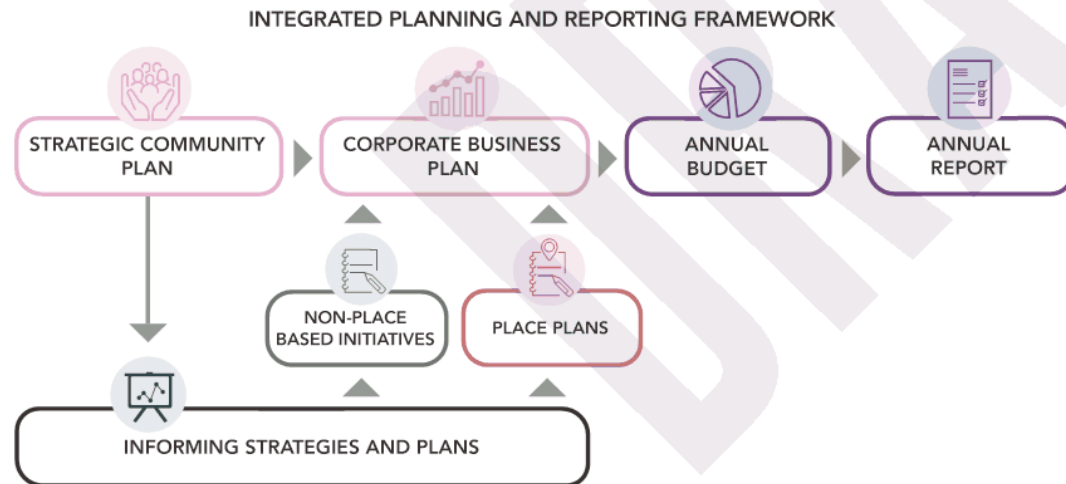 INTEGRATED PLANNING AND REPORTING FRAMEWORK
STRATEGIC COMMUNITY
PLAN
CORPORATE BUSINESS
PLAN
ANNUAL
BUDGET
ANNUAL
REPORT
NON-PLACE
BASED INITIATIVES
PLACE PLANS
INFORMING STRATEGIES AND PLANS